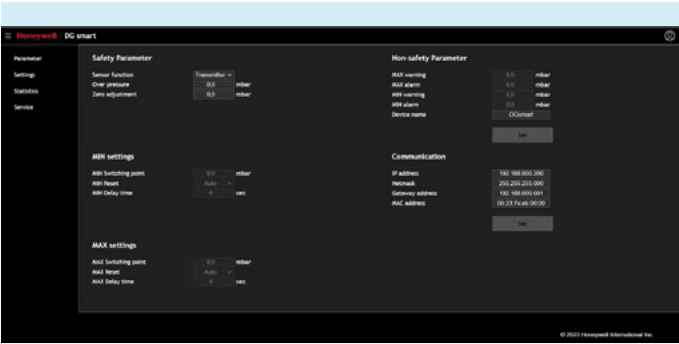 Honeywell DG smart
Parameter
Settings
Statistics
Service
Safety Parameter
Sensor function Transmitter
Over pressure 0,0 mbar
Zero adjustment 0,0 mbar
MIN settings
MIN Switching point 0,0 mbar
MIN Reset Auto
MIN Delay time 0 sec
MAX settings
MAX Switching point 0,0 mbar
MAX Reset Auto
MAX Delay time 0 sec
Non-safety Parameter
MAX warning 0,0 mbar
MAX alarm 0,0 mbar
MIN warning 0,0 mbar
MIN alarm 0,0 mbar
Device name DGsmart
Set
Communication
IP address 192.168.000.200
Netmask 255.255.255.000
Gateway address 192.168.000.001
MAC address
Set
© 2023 Honeywell International Inc.